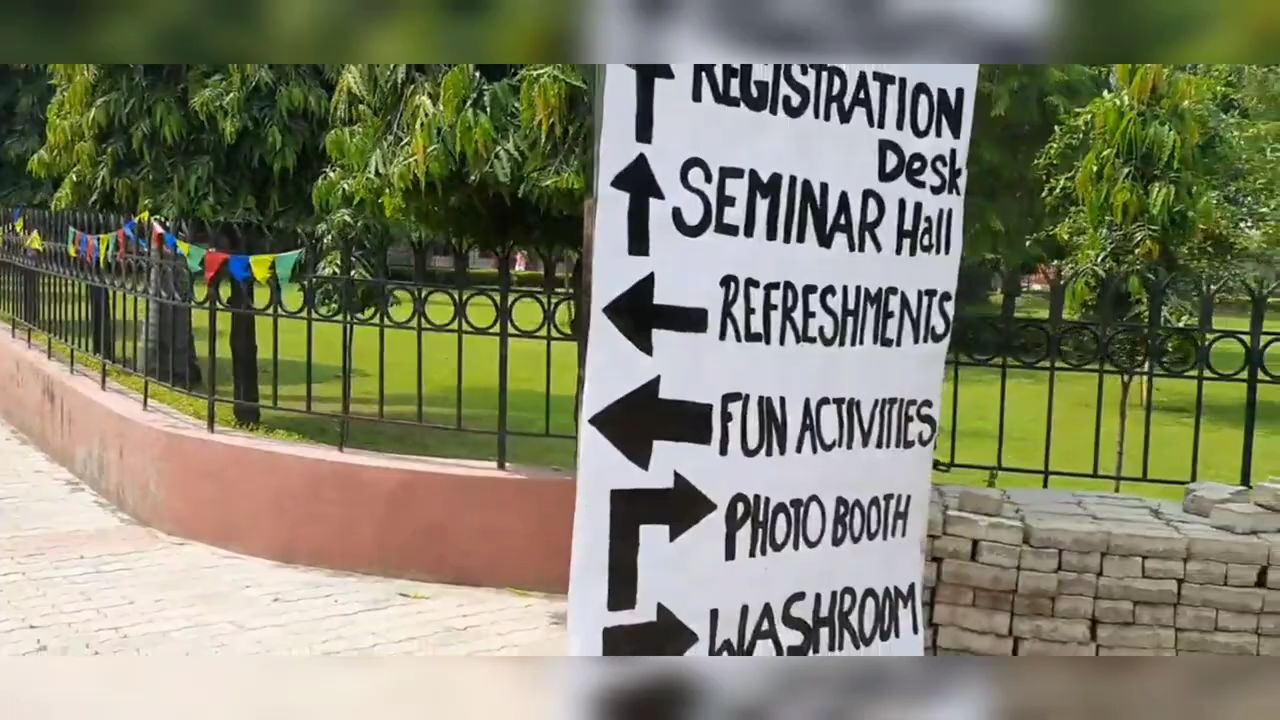 REGISTRATION
Desk
SEMINAR Hall
REFRESHMENTS
FUN ACTIVITIES
PHOTO BOOTH
WASHROOM